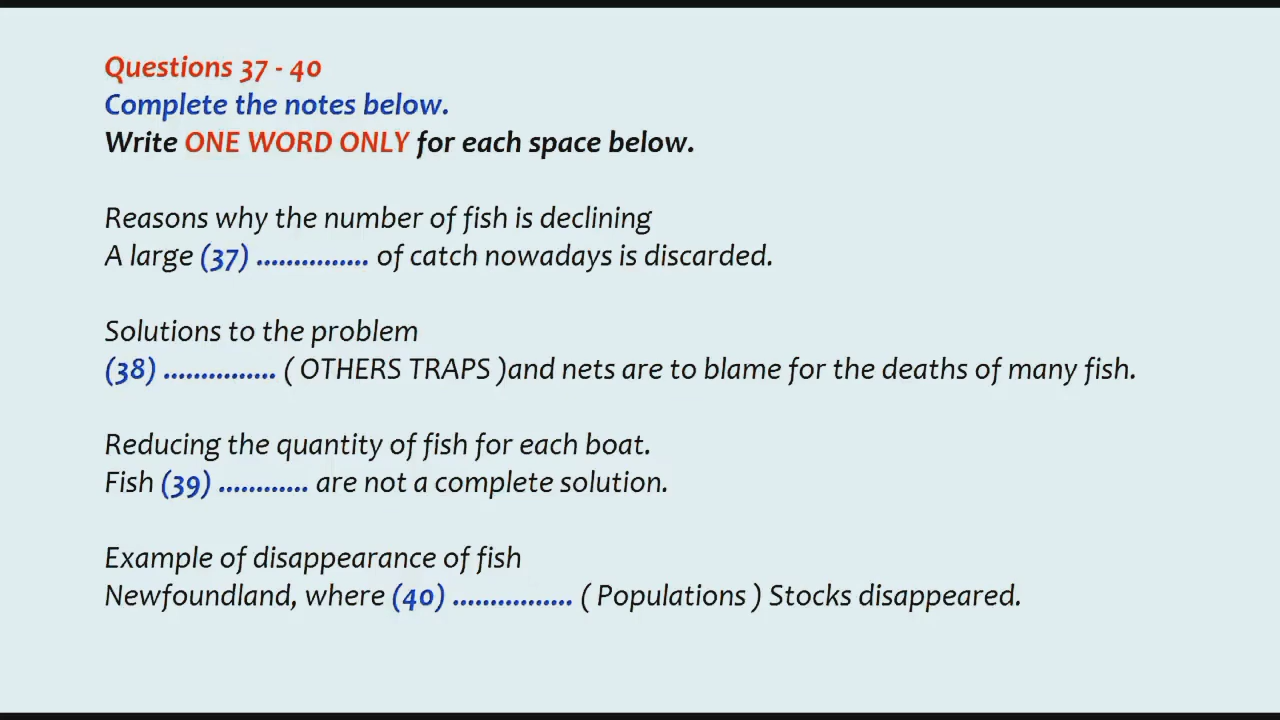 Questions 37 - 40
Complete the notes below.
Write ONE WORD ONLY for each space below.
Reasons why the number of fish is declining
A large (37) ............... of catch nowadays is discarded.
Solutions to the problem
(38) ............... ( OTHERS TRAPS )and nets are to blame for the deaths of many fish.
Reducing the quantity of fish for each boat.
Fish (39) ............ are not a complete solution.
Example of disappearance of fish
Newfoundland, where (40) ................ ( Populations ) Stocks disappeared.